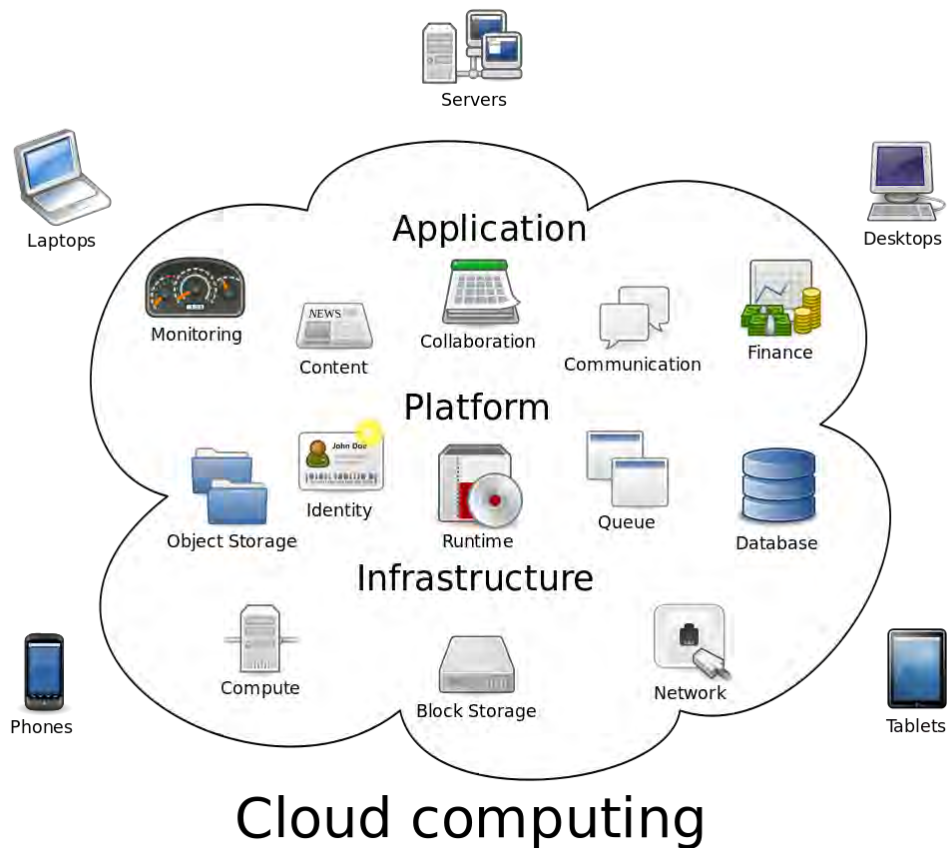 Servers
Laptops
Desktops
Application
Monitoring
NEWS
Content
Collaboration
Communication
Finance
Platform
John Doe
Object Storage
Identity
Runtime
Queue
Database
Infrastructure
Compute
Block Storage
Network
Phones
Tablets
Cloud computing